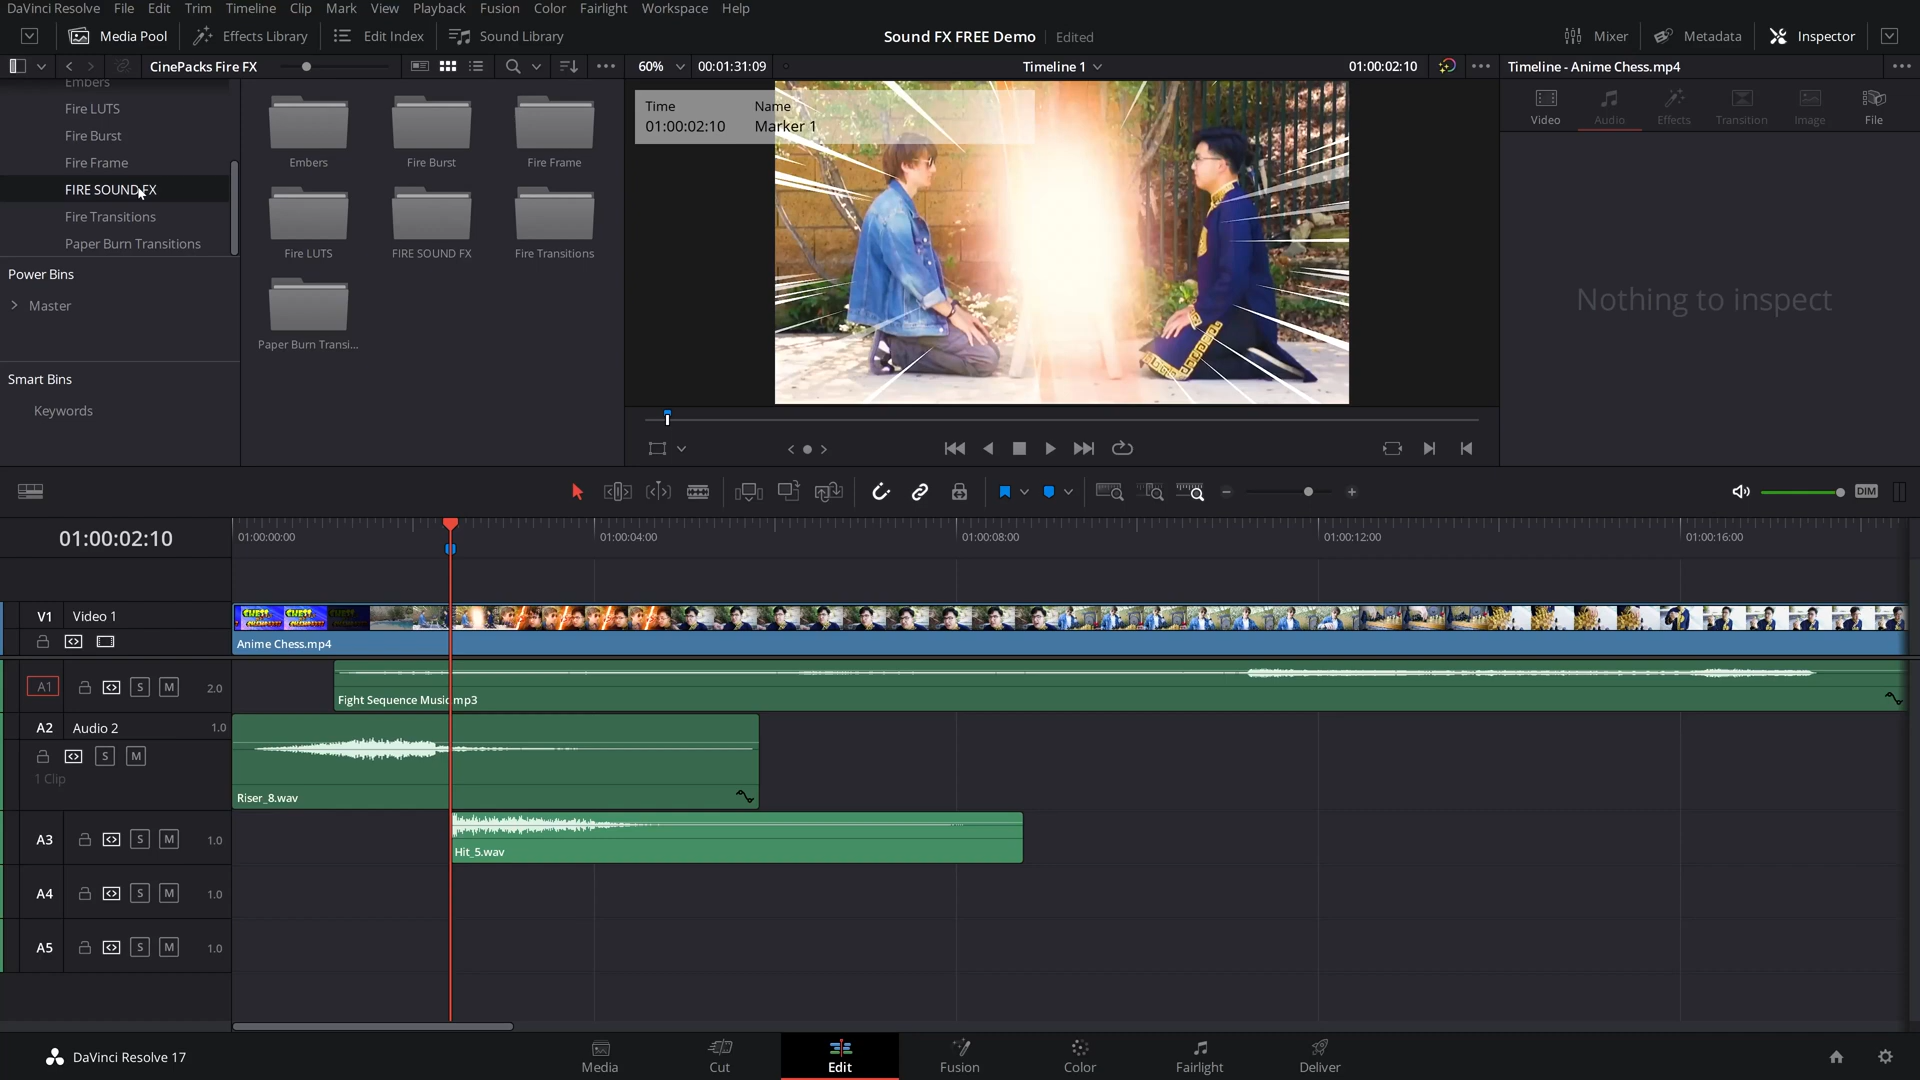 DaVinci Resolve File Edit Trim Timeline Clip Mark View Playback Fusion Color Fairlight Workspace Help
Media Pool Effects Library Edit Index Sound Library Sound FX FREE Demo Edited Mixer Metadata Inspector
CinePacks Fire FX 60% 00:01:31:09 Timeline 1 01:00:02:10 Timeline - Anime Chess.mp4
Embers
Fire LUTS
Fire Burst
Fire Frame
FIRE SOUND FX
Fire Transitions
Paper Burn Transitions
Power Bins
Master
Smart Bins
Keywords
Embers Fire Burst Fire Frame
Fire LUTS FIRE SOUND FX Fire Transitions
Paper Burn Transi...
Time Name
01:00:02:10 Marker 1
Video Audio Effects Transition Image File
Nothing to inspect
DIM
01:00:02:10 01:00:00:00 01:00:04:00 01:00:08:00 01:00:12:00 01:00:16:00
V1 Video 1
Anime Chess.mp4
A1 S M 2.0
Fight Sequence Music.mp3
A2 Audio 2 1.0
S M
1 Clip
Riser_8.wav
A3 S M 1.0
Hit_5.wav
A4 S M 1.0
A5 S M 1.0
DaVinci Resolve 17 Media Cut Edit Fusion Color Fairlight Deliver